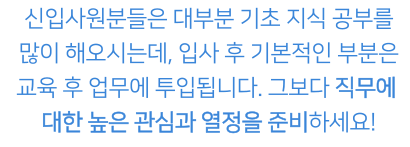 신입사원분들은 대부분 기초 지식 공부를
많이 해오시는데, 입사 후 기본적인 부분은
교육 후 업무에 투입됩니다. 그보다 직무에
대한 높은 관심과 열정을 준비하세요!